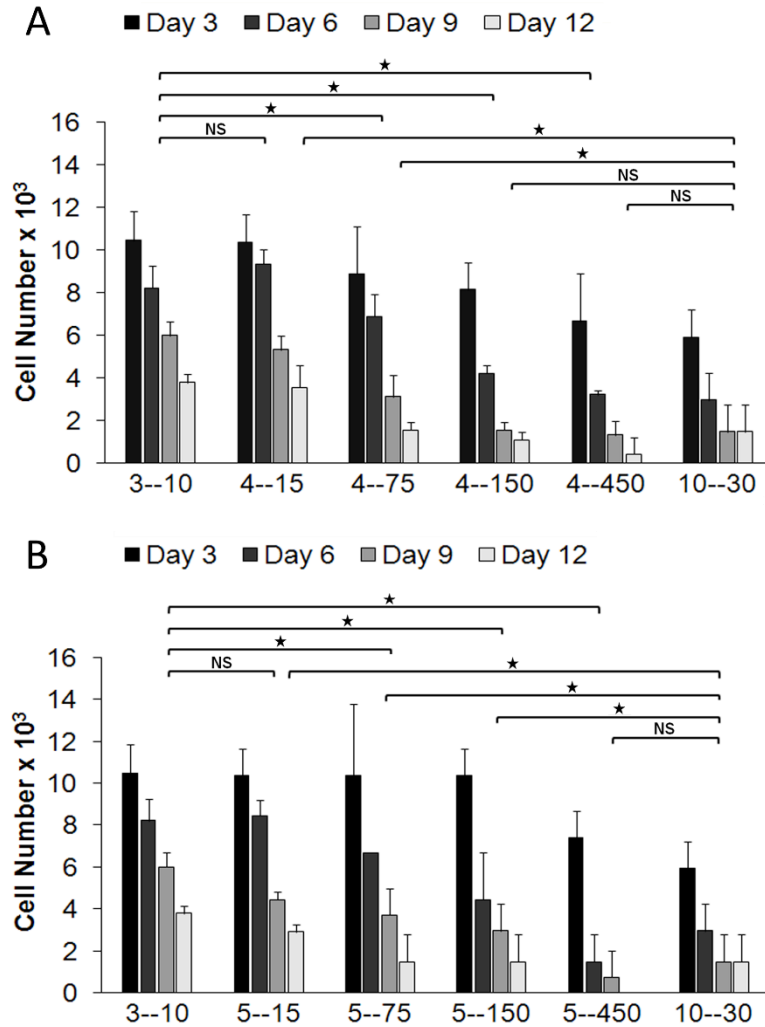 A
Day 3 Day 6 Day 9 Day 12
★
★
★
NS
★
★
NS
NS
Cell Number x 10³
16
14
12
10
8
6
4
2
0
3--10 4--15 4--75 4--150 4--450 10--30
B
Day 3 Day 6 Day 9 Day 12
★
★
★
NS
★
★
★
NS
Cell Number x 10³
16
14
12
10
8
6
4
2
0
3--10 5--15 5--75 5--150 5--450 10--30